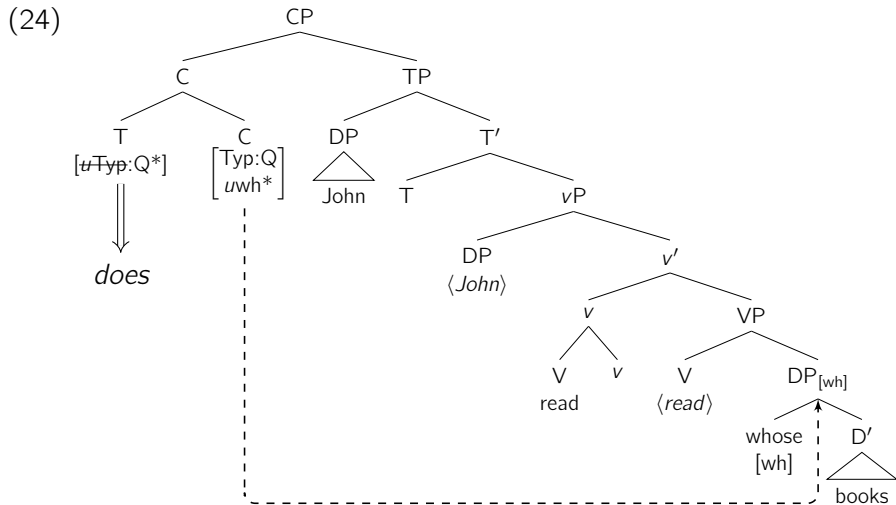 (24)
CP
C TP
T C DP T′
[u̶T̶y̶p̶:Q*] [Typ:Q
uwh*] John T vP
does DP v′
⟨John⟩
v VP
V v V DP[wh]
read ⟨read⟩
whose D′
[wh]
books